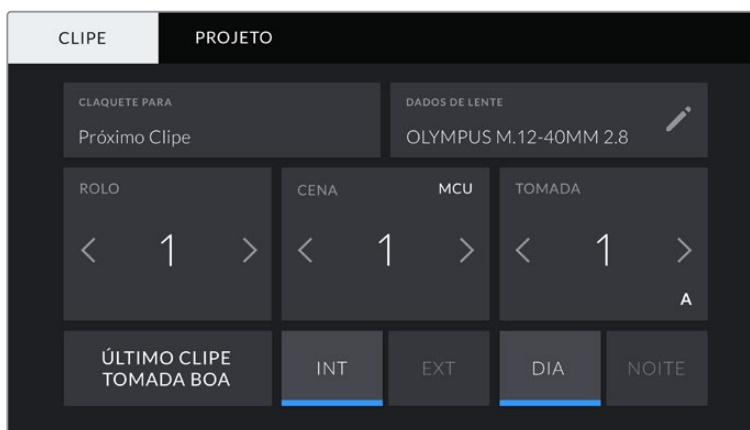 CLIPE PROJETO
CLAQUETE PARA DADOS DE LENTE
Próximo Clipe OLYMPUS M.12-40MM 2.8
ROLO CENA MCU TOMADA
1 1 1
A
ÚLTIMO CLIPE
TOMADA BOA
INT EXT DIA NOITE